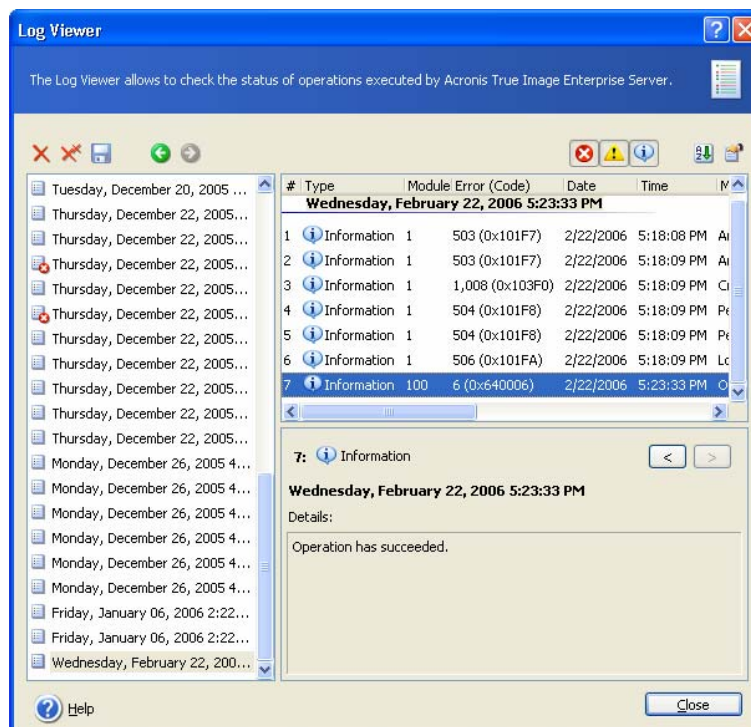 Log Viewer
The Log Viewer allows to check the status of operations executed by Acronis True Image Enterprise Server.
Tuesday, December 20, 2005 ...
Thursday, December 22, 2005...
Thursday, December 22, 2005...
Thursday, December 22, 2005...
Thursday, December 22, 2005...
Thursday, December 22, 2005...
Thursday, December 22, 2005...
Thursday, December 22, 2005...
Thursday, December 22, 2005...
Thursday, December 22, 2005...
Thursday, December 22, 2005...
Monday, December 26, 2005 4...
Monday, December 26, 2005 4...
Monday, December 26, 2005 4...
Monday, December 26, 2005 4...
Monday, December 26, 2005 4...
Monday, December 26, 2005 4...
Friday, January 06, 2006 2:22...
Friday, January 06, 2006 2:22...
Wednesday, February 22, 200...
# Type Module Error (Code) Date Time M
Wednesday, February 22, 2006 5:23:33 PM
1 Information 1 503 (0x101F7) 2/22/2006 5:18:08 PM
2 Information 1 503 (0x101F7) 2/22/2006 5:18:09 PM
3 Information 1 1,008 (0x103F0) 2/22/2006 5:18:09 PM
4 Information 1 504 (0x101F8) 2/22/2006 5:18:09 PM Pe
5 Information 1 504 (0x101F8) 2/22/2006 5:18:09 PM Pe
6 Information 1 506 (0x101FA) 2/22/2006 5:18:09 PM Lo
7 Information 100 6 (0x640006) 2/22/2006 5:23:33 PM
7: Information < >
Wednesday, February 22, 2006 5:23:33 PM
Details:
Operation has succeeded.
Help
Close